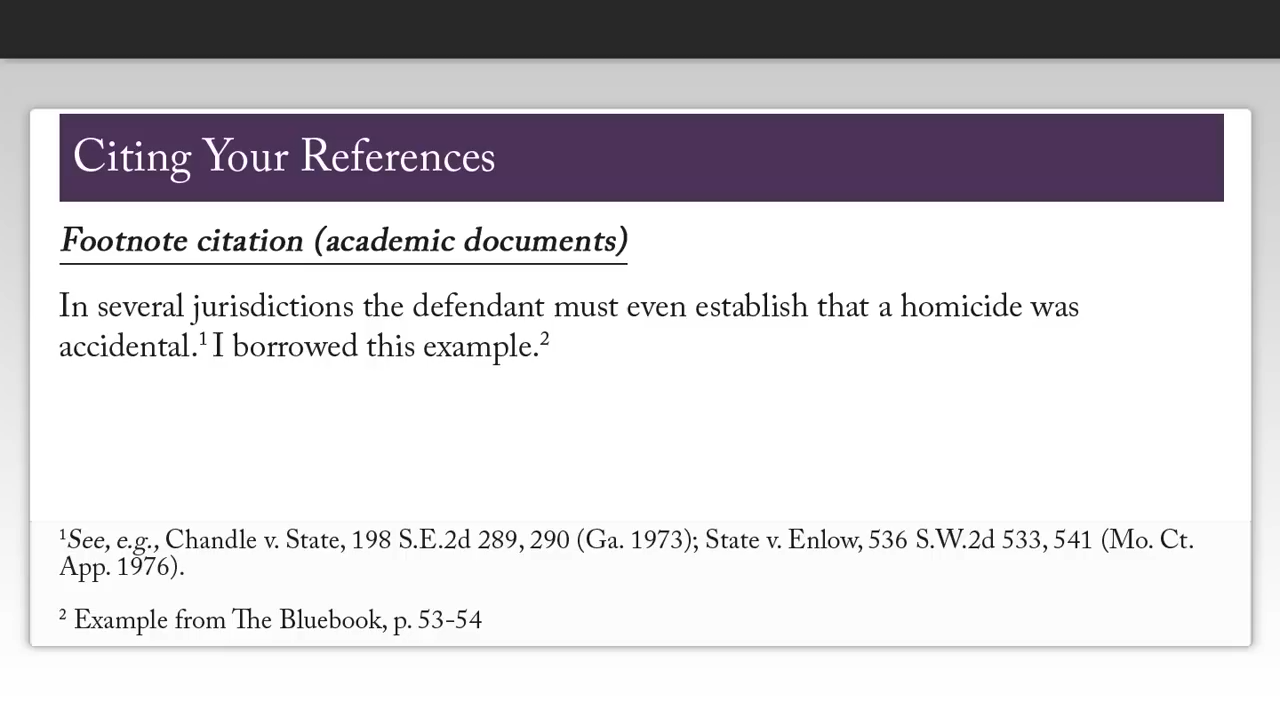 Citing Your References
Footnote citation (academic documents)
In several jurisdictions the defendant must even establish that a homicide was
accidental.¹ I borrowed this example.²
¹See, e.g., Chandle v. State, 198 S.E.2d 289, 290 (Ga. 1973); State v. Enlow, 536 S.W.2d 533, 541 (Mo. Ct.
App. 1976).
² Example from The Bluebook, p. 53-54